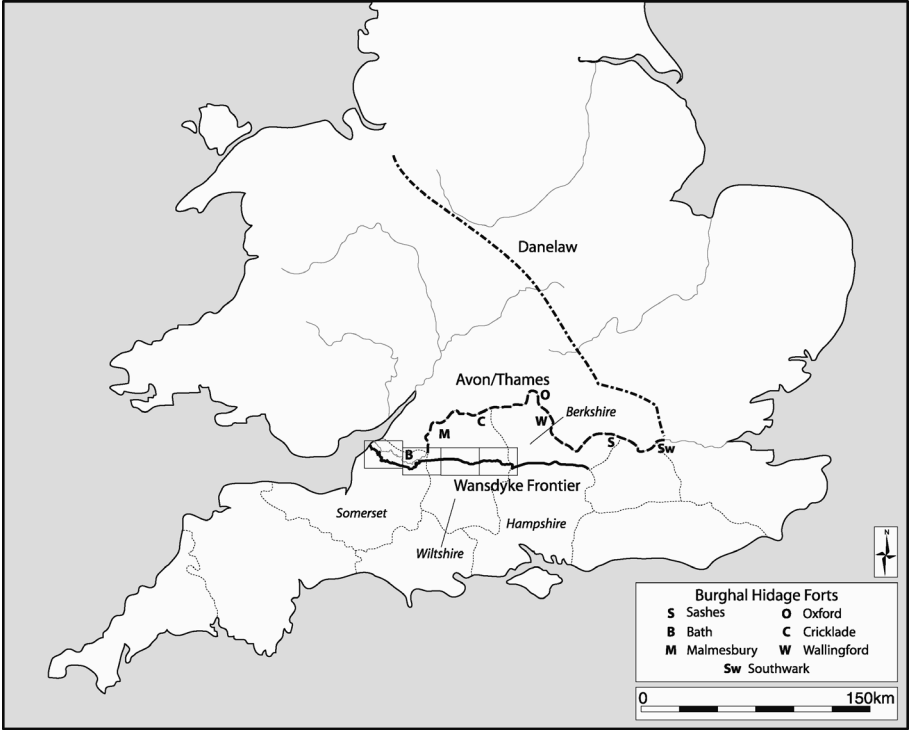 Danelaw
Avon/Thames
O
Berkshire
C
W
M
S
B
Sw
Wansdyke Frontier
Somerset
Hampshire
Wiltshire
N
Burghal Hidage Forts
S Sashes O Oxford
B Bath C Cricklade
M Malmesbury W Wallingford
Sw Southwark
0 150km